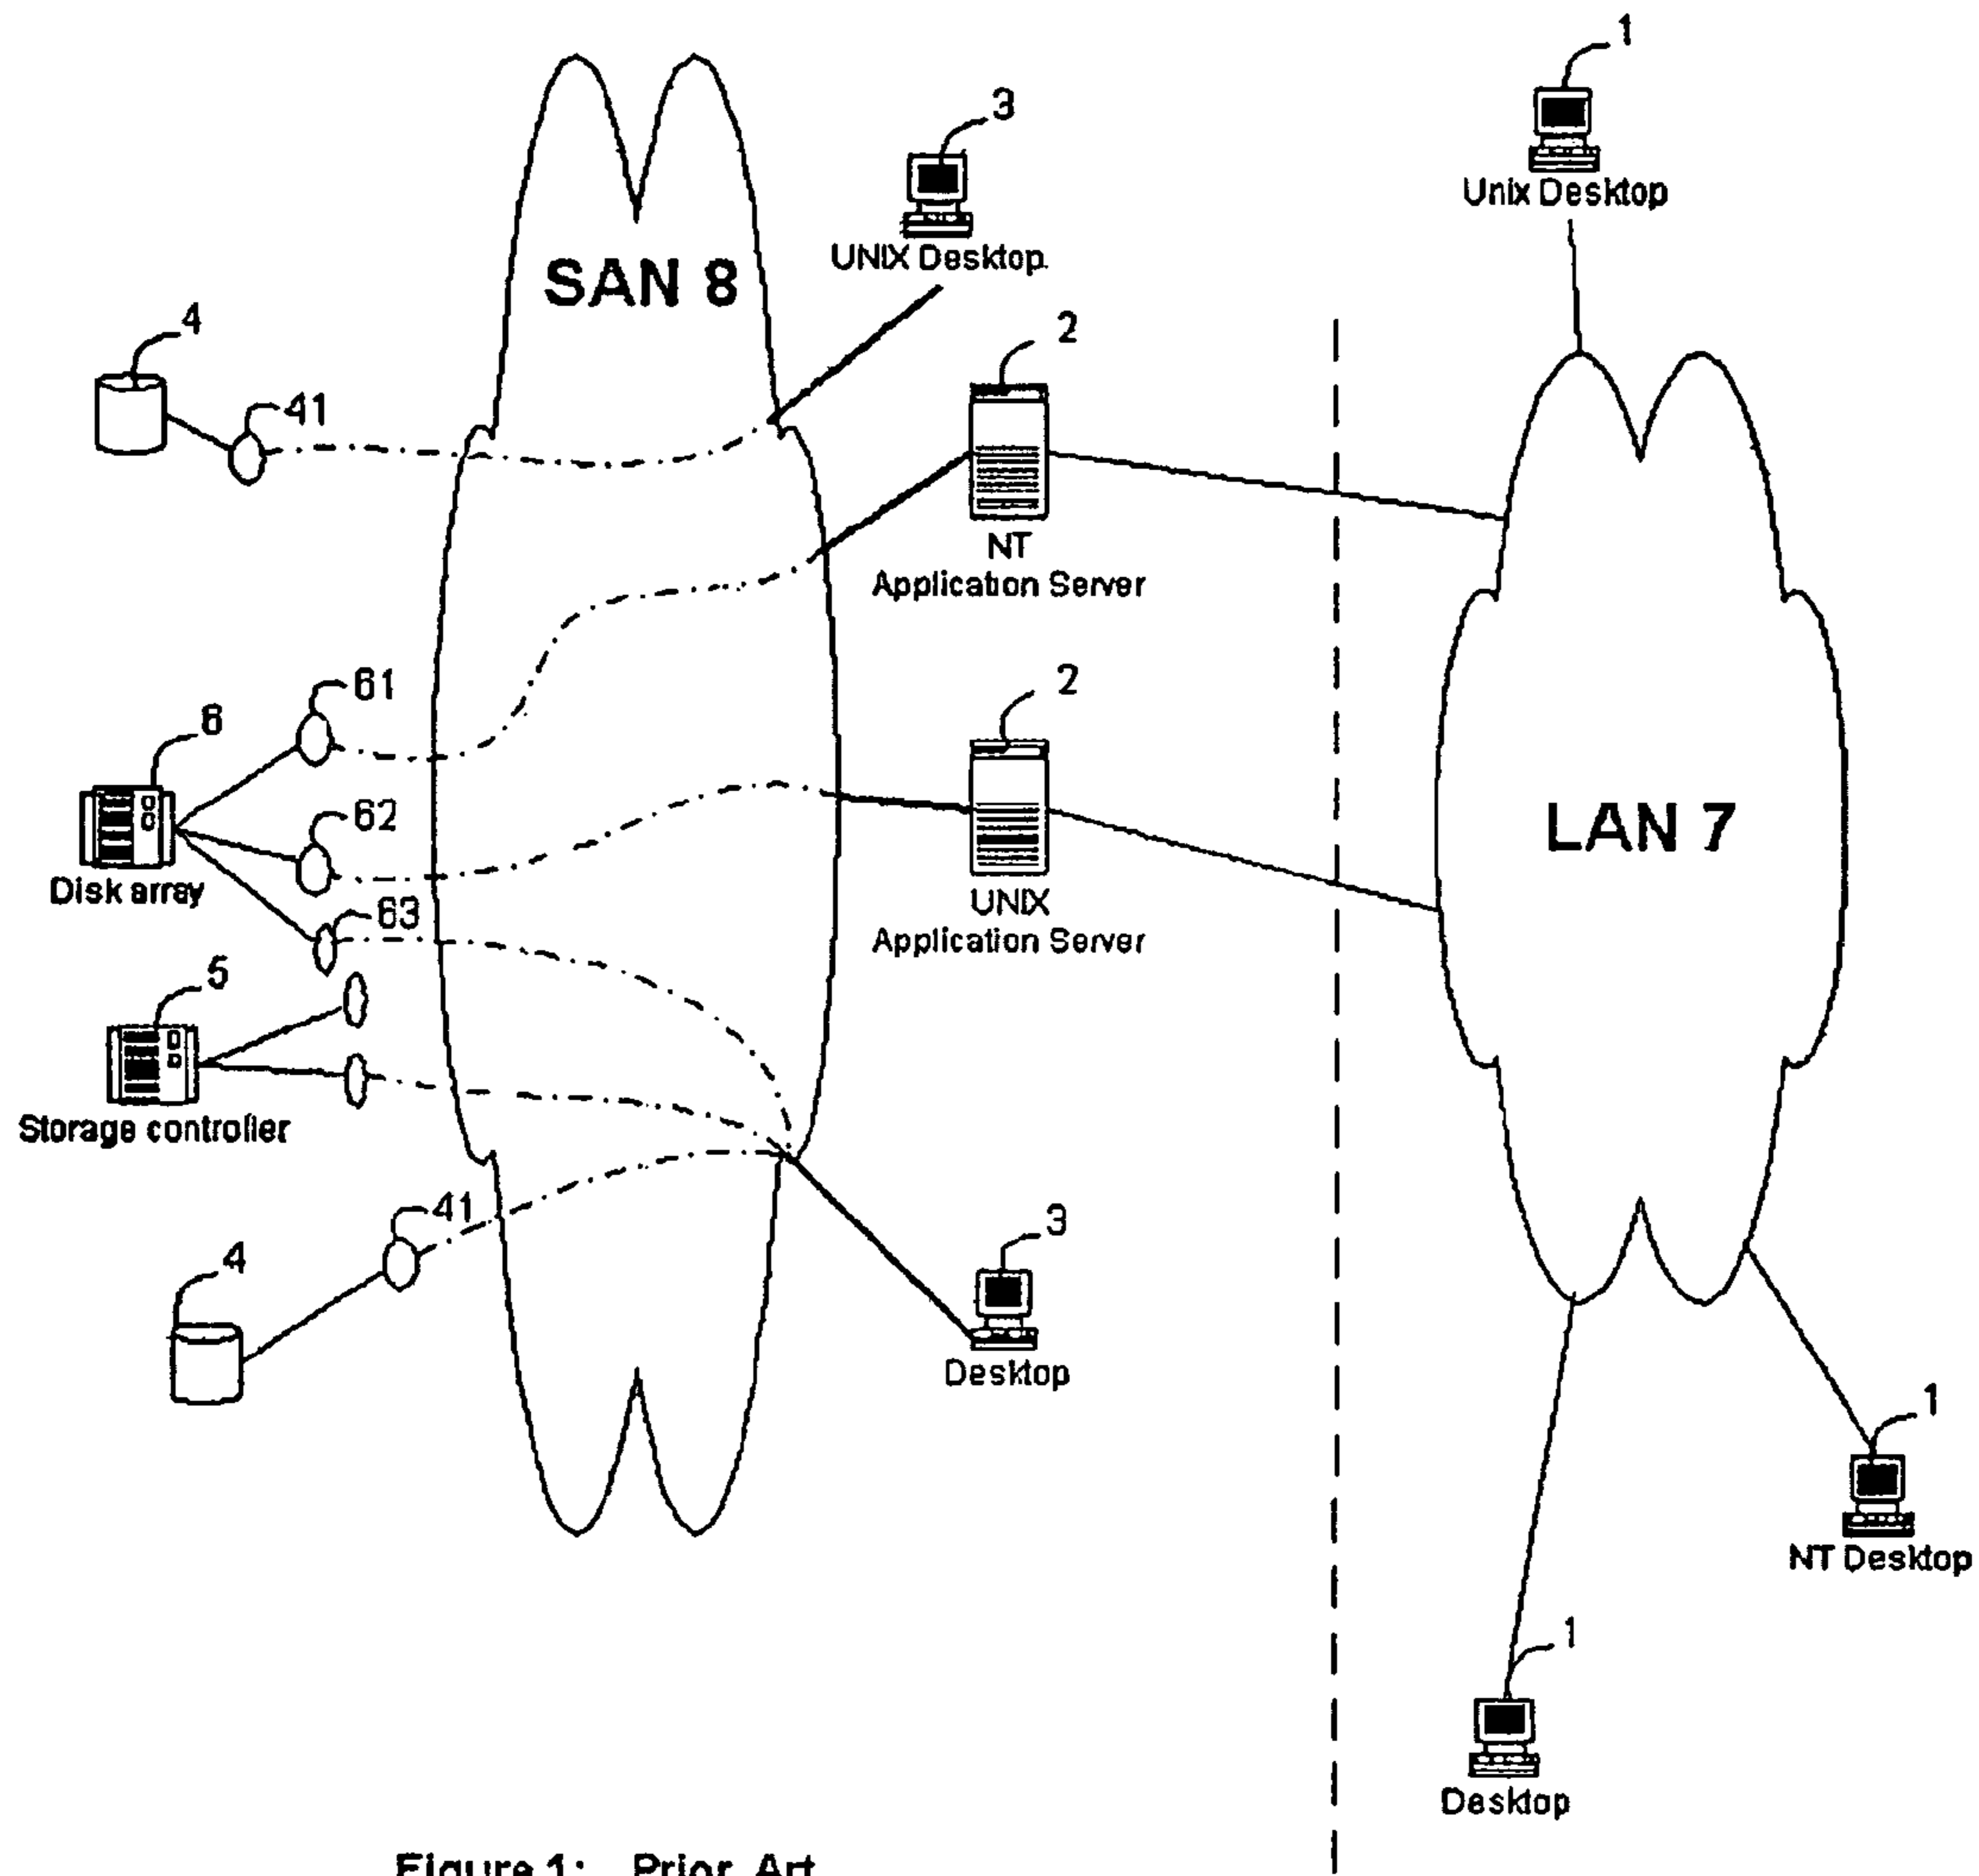 1
3
Unix Desktop
UNIX Desktop
SAN 8
4
2
41
NT
Application Server
61
2
6
62
LAN 7
Disk array
63
UNIX
Application Server
5
Storage controller
41
3
4
Desktop
1
NT Desktop
1
Desktop
Figure 1: Prior Art